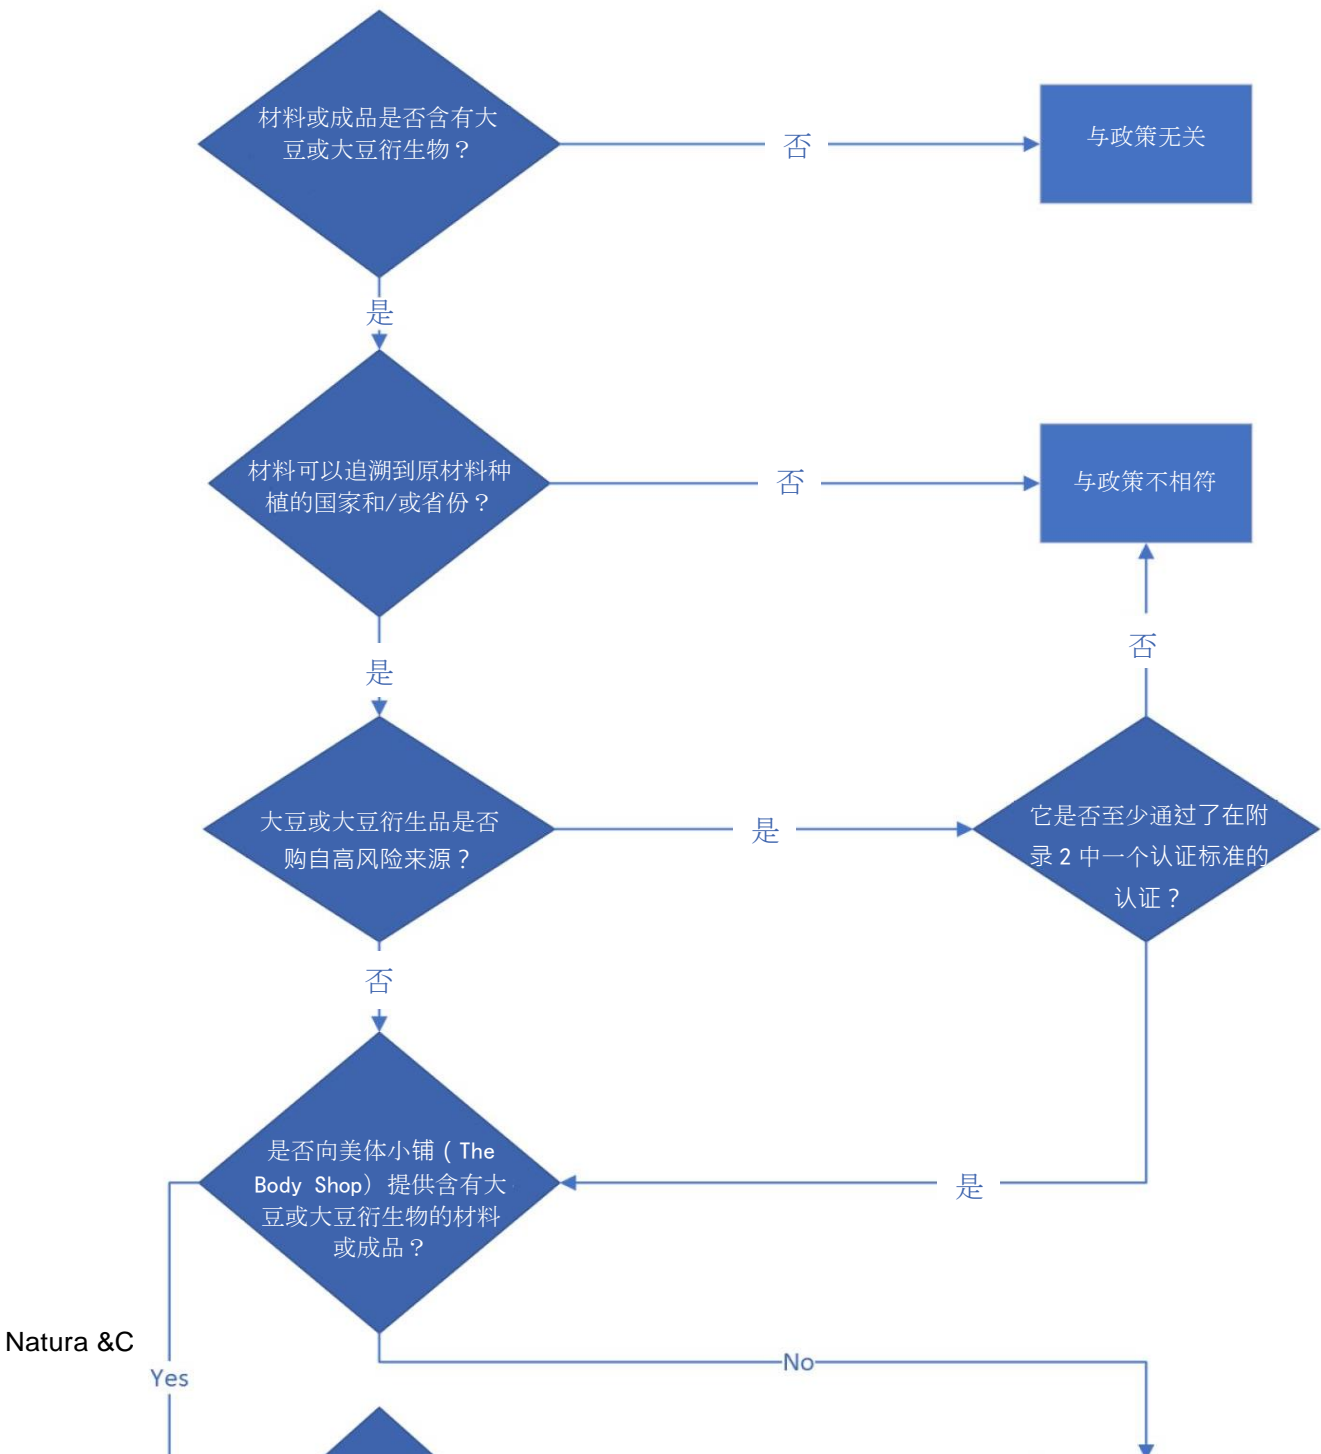 材料或成品是否含有大
豆或大豆衍生物？
否
与政策无关
是
材料可以追溯到原材料种
植的国家和/或省份？
否
与政策不相符
否
是
大豆或大豆衍生品是否
购自高风险来源？
是
它是否至少通过了在附
录 2 中一个认证标准的
认证？
否
是否向美体小铺（The
Body Shop）提供含有大
豆或大豆衍生物的材料
或成品？
是
Natura &C
Yes
No